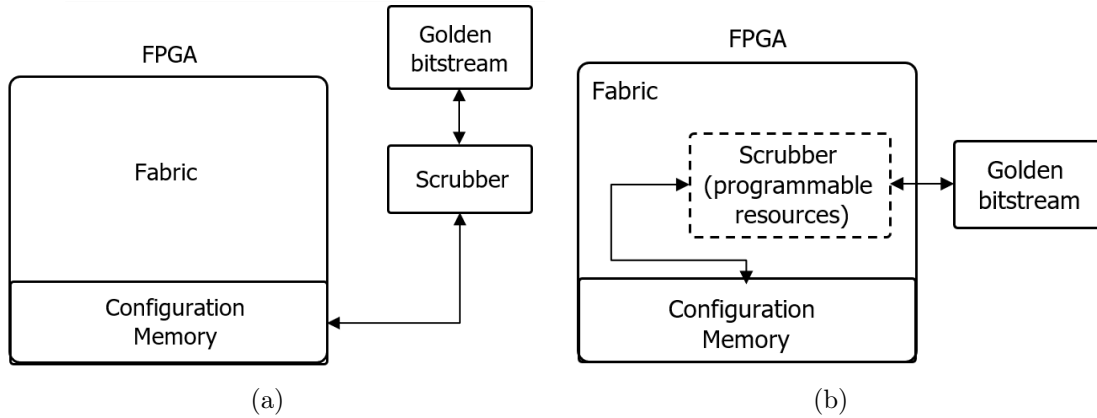 FPGA
Golden
bitstream
Fabric
Scrubber
Configuration
Memory
(a)
FPGA
Fabric
Scrubber
(programmable
resources)
Golden
bitstream
Configuration
Memory
(b)